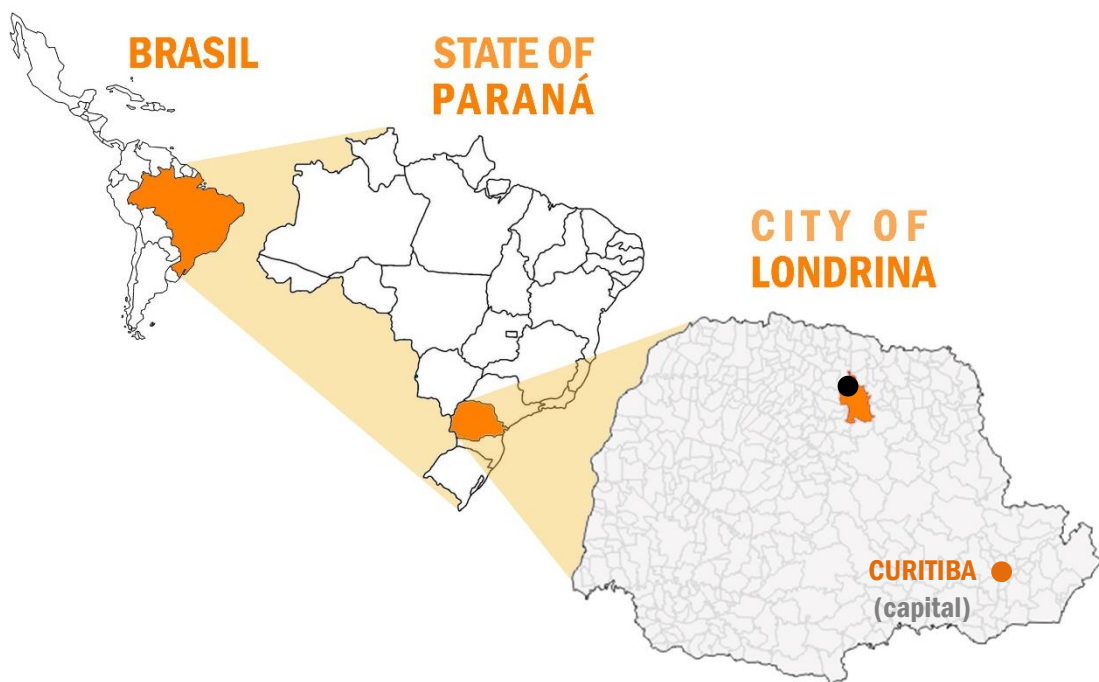 BRASIL
STATE OF
PARANÁ
CITY OF
LONDRINA
CURITIBA
(capital)